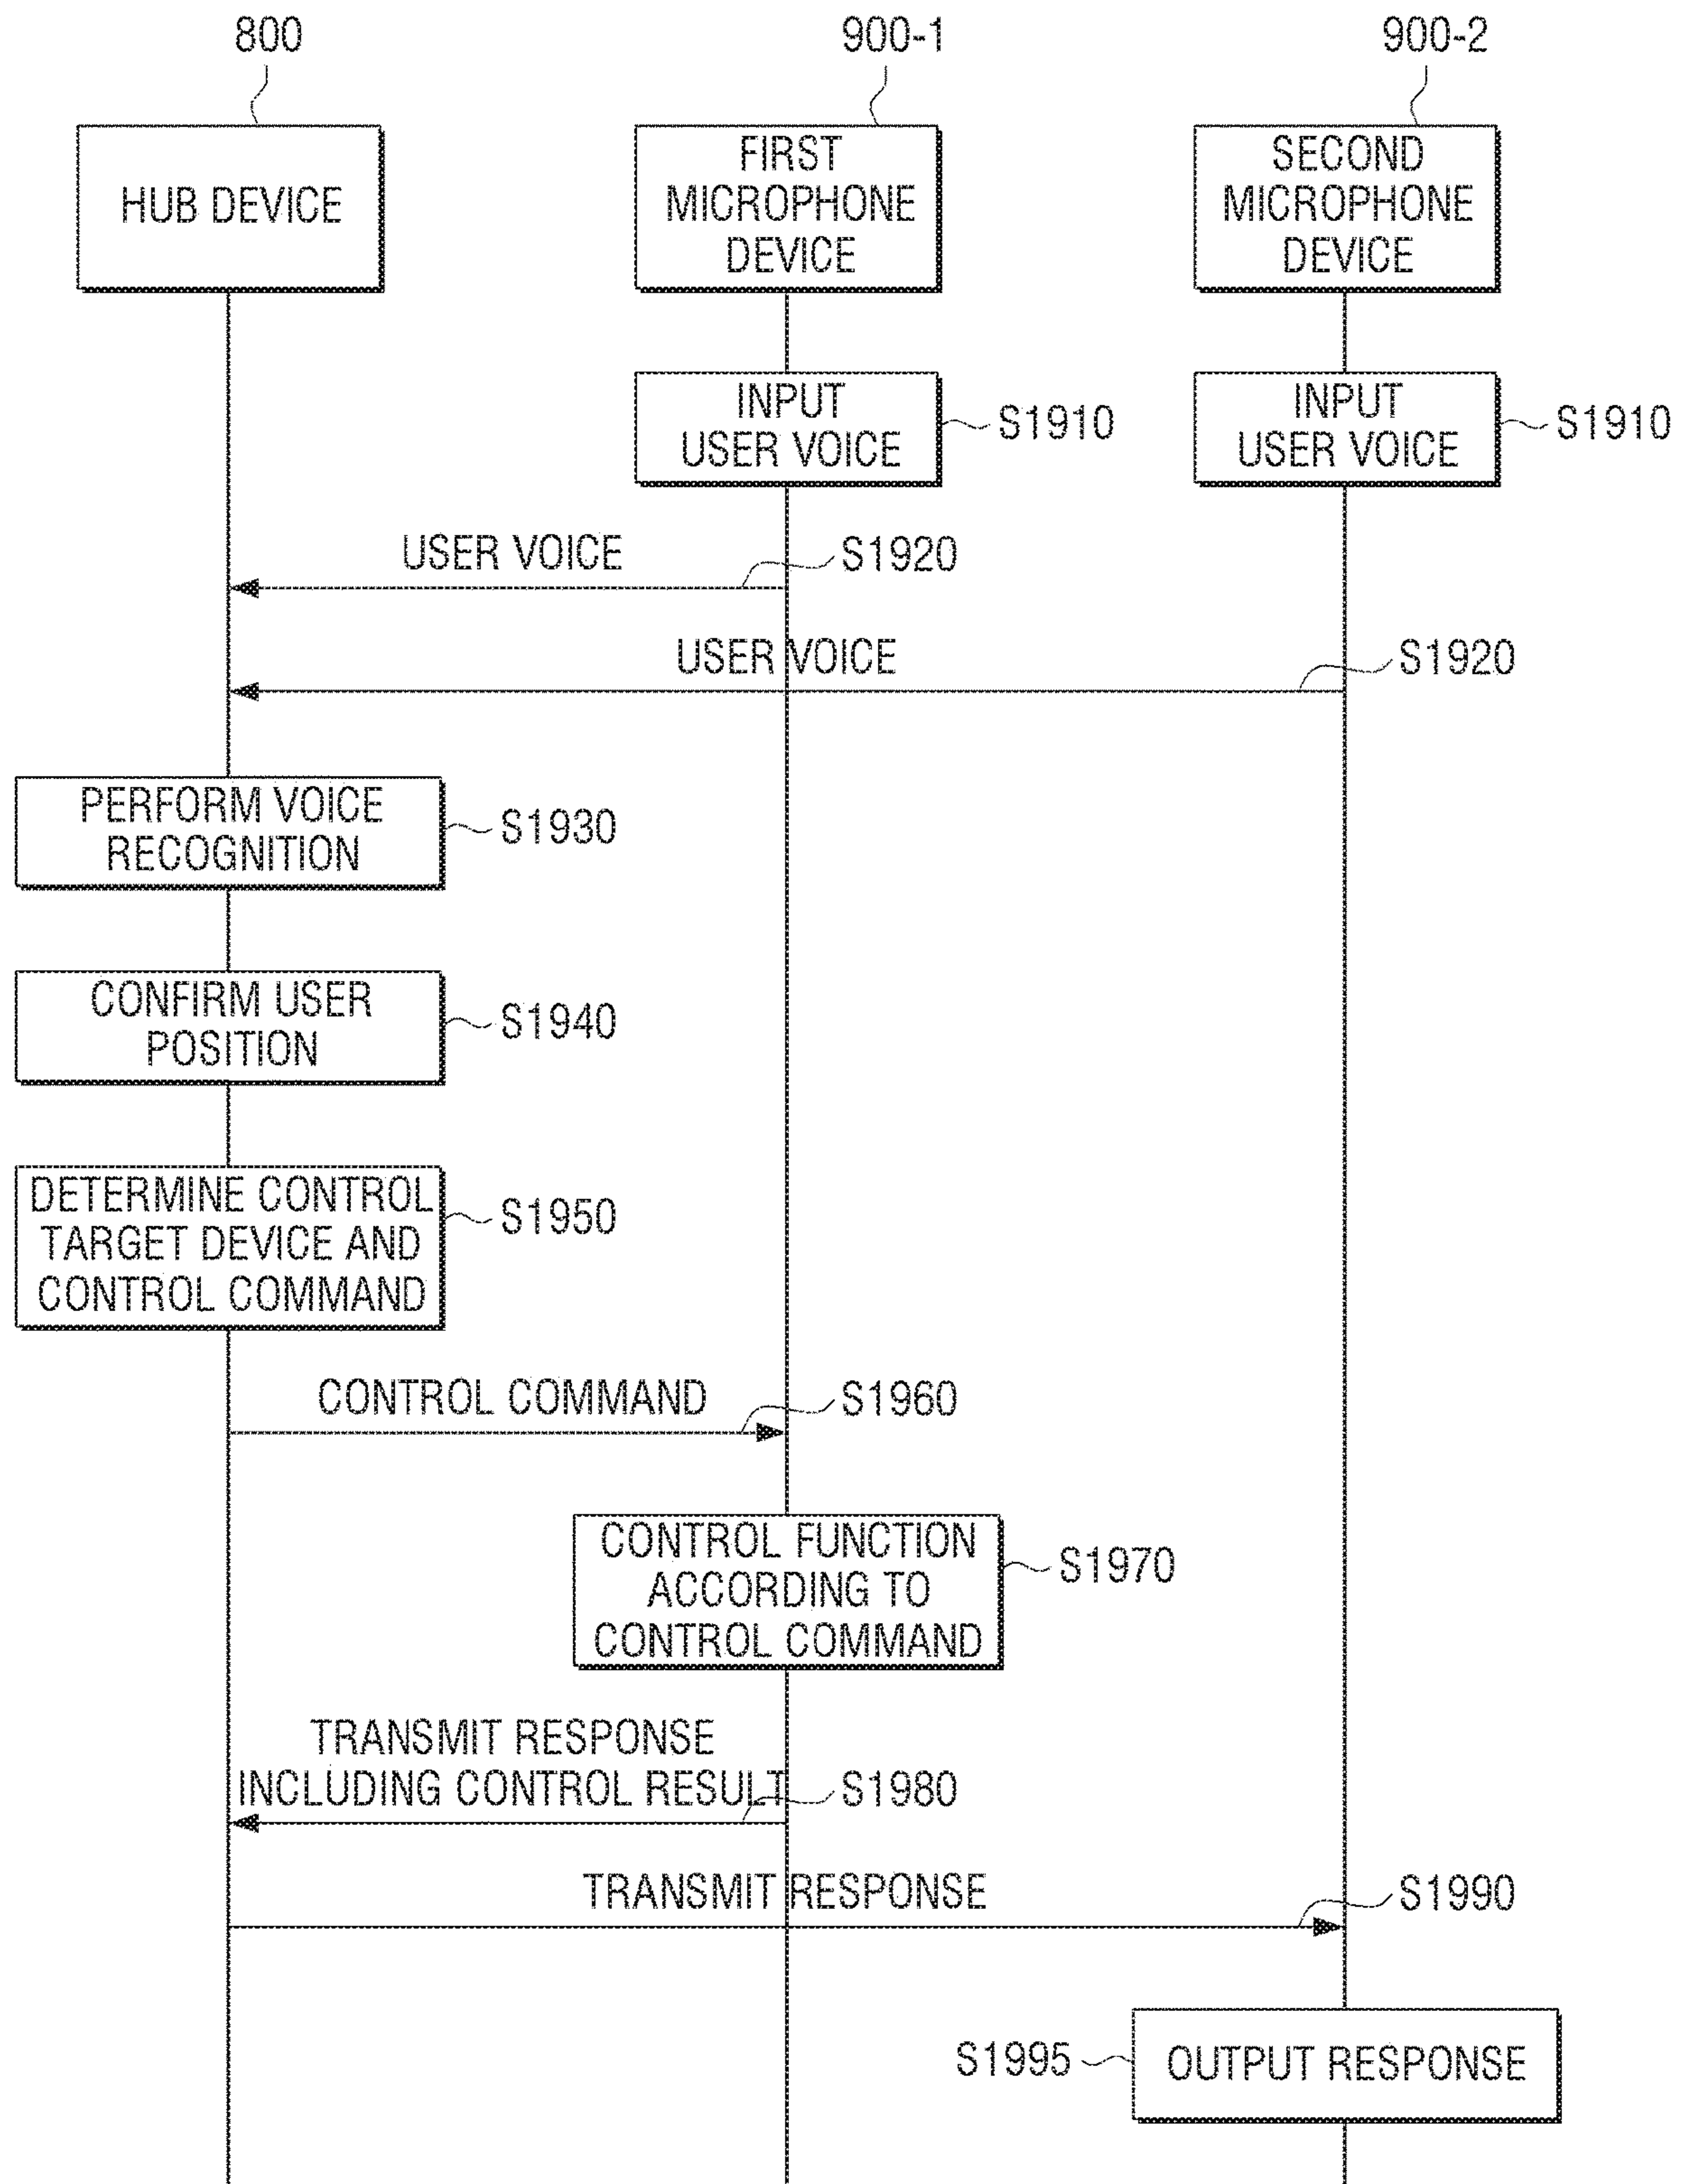 800
900-1
900-2
HUB DEVICE
FIRST
MICROPHONE
DEVICE
SECOND
MICROPHONE
DEVICE
INPUT
USER VOICE
S1910
INPUT
USER VOICE
S1910
USER VOICE
S1920
USER VOICE
S1920
PERFORM VOICE
RECOGNITION
S1930
CONFIRM USER
POSITION
S1940
DETERMINE CONTROL
TARGET DEVICE AND
CONTROL COMMAND
S1950
CONTROL COMMAND
S1960
CONTROL FUNCTION
ACCORDING TO
CONTROL COMMAND
S1970
TRANSMIT RESPONSE
INCLUDING CONTROL RESULT
S1980
TRANSMIT RESPONSE
S1990
S1995
OUTPUT RESPONSE